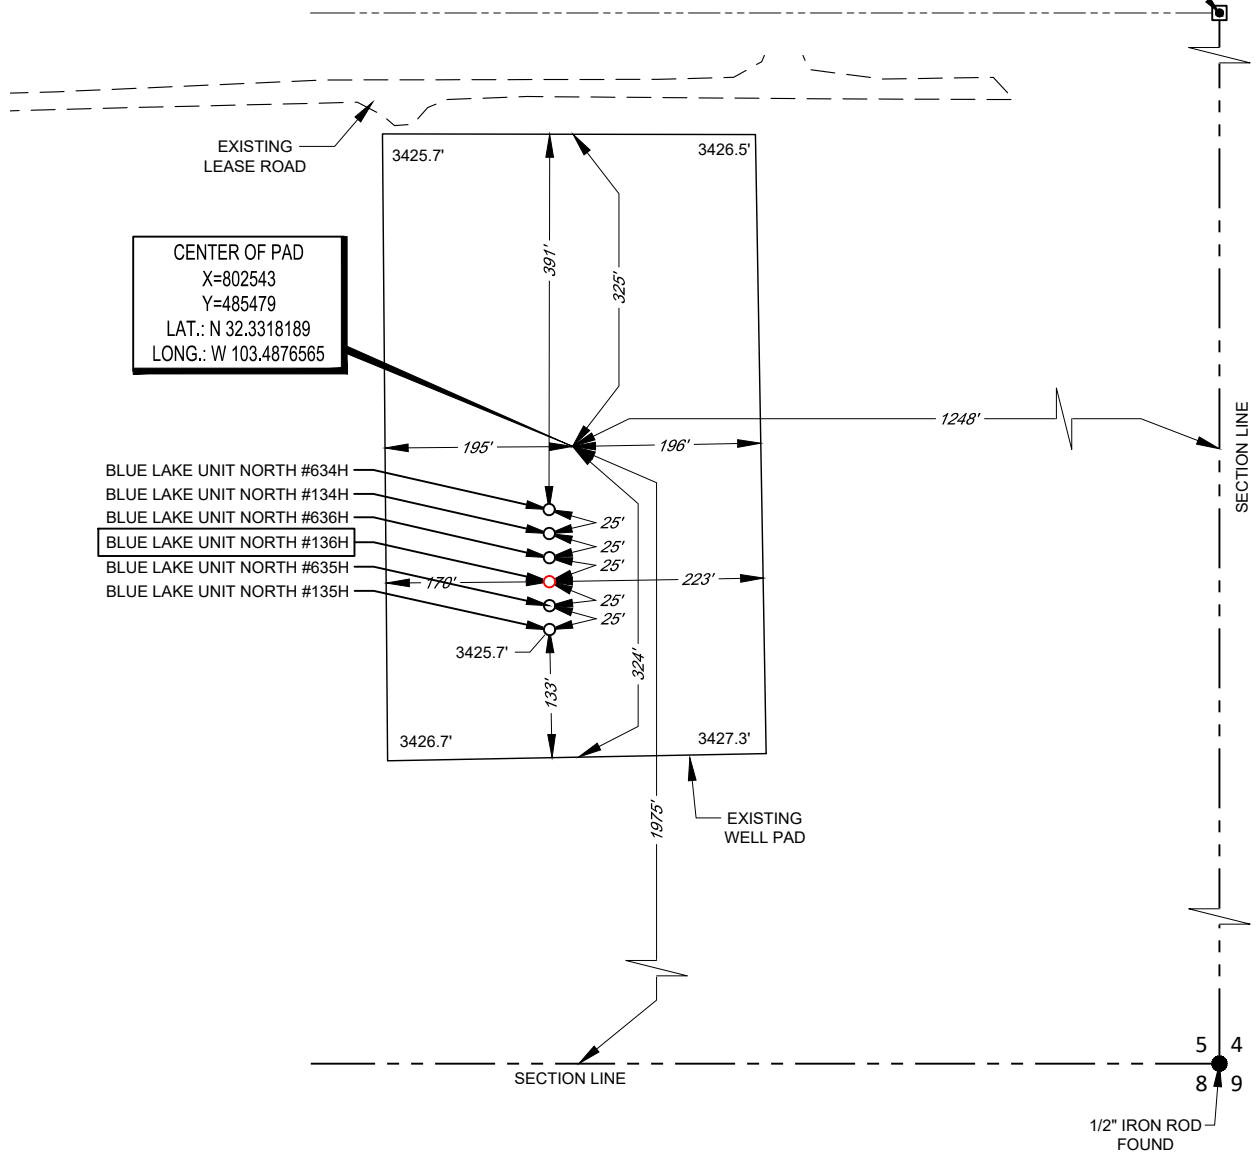 EXISTING
LEASE ROAD
3425.7'
3426.5'
391'
325'
CENTER OF PAD
X=802543
Y=485479
LAT.: N 32.3318189
LONG.: W 103.4876565
1248'
SECTION LINE
195'
196'
BLUE LAKE UNIT NORTH #634H
BLUE LAKE UNIT NORTH #134H
BLUE LAKE UNIT NORTH #636H
BLUE LAKE UNIT NORTH #136H
BLUE LAKE UNIT NORTH #635H
BLUE LAKE UNIT NORTH #135H
25'
25'
25'
25'
25'
170'
223'
3425.7'
324'
133'
3426.7'
3427.3'
1975'
EXISTING
WELL PAD
SECTION LINE
5 4
8 9
1/2" IRON ROD
FOUND